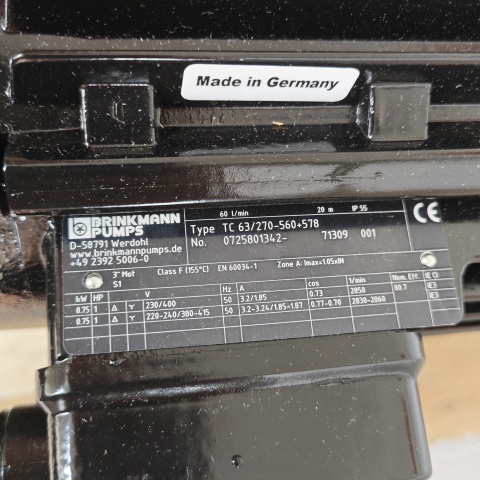 Made in Germany
BRINKMANN
PUMPS
D-58791 Werdohl
www.brinkmannpumps.de
+49 2392 5006-0
60 l/min 20 m IP 55
Type TC 63/270-560+578
No. 0725801342- 71309 001
CE
3~ Mot Class F (155°C) EN 60034-1 Zone A: Imax=1.05xIN
S1
kW HP V Hz A cos 1/min Nom. Eff.
0.75 1 Δ Y 230/400 50 3.2/1.85 0.73 2850 80.7 IE3
0.75 1 Δ Y 220-240/380-415 50 3.2-3.24/1.85-1.87 0.77-0.70 2830-2860 IE3